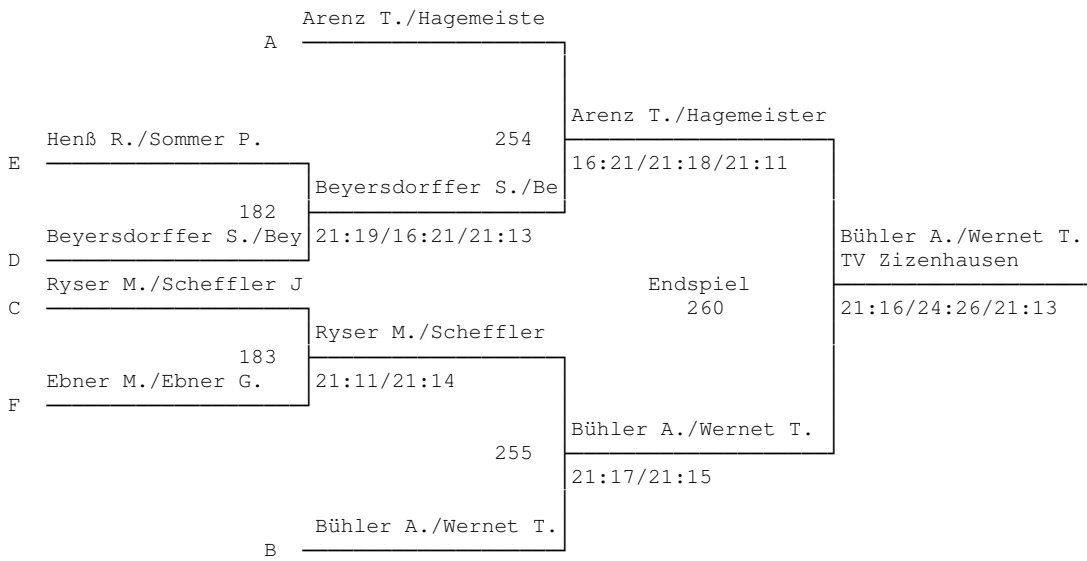 Arenz T./Hagemeiste
A
Arenz T./Hagemeister
Henß R./Sommer P.
254
E
16:21/21:18/21:11
Beyersdorffer S./Be
182
Beyersdorffer S./Bey
21:19/16:21/21:13
Bühler A./Wernet T.
D
TV Zizenhausen
Ryser M./Scheffler J
Endspiel
C
260
21:16/24:26/21:13
Ryser M./Scheffler
183
Ebner M./Ebner G.
21:11/21:14
F
Bühler A./Wernet T.
255
21:17/21:15
Bühler A./Wernet T.
B